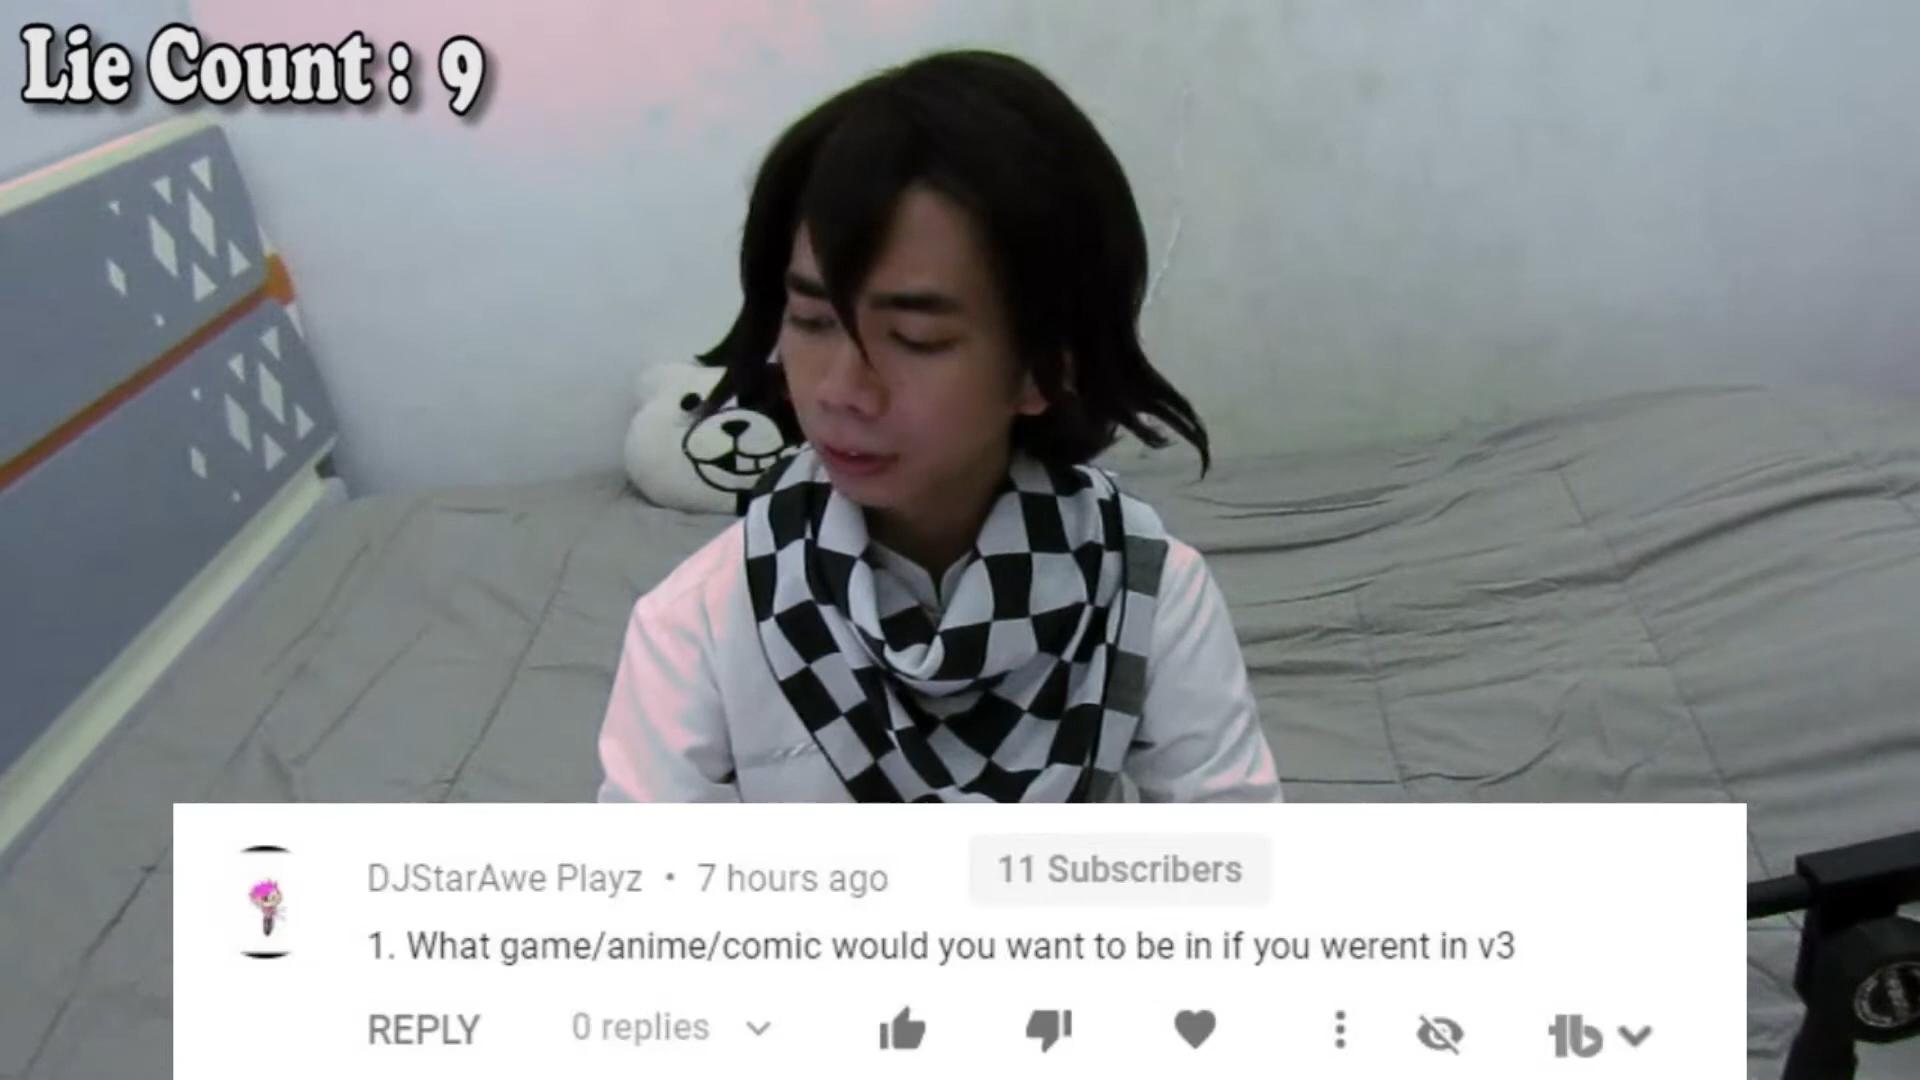 Lie Count : 9
DJStarAwe Playz • 7 hours ago 11 Subscribers
1. What game/anime/comic would you want to be in if you werent in v3
REPLY 0 replies